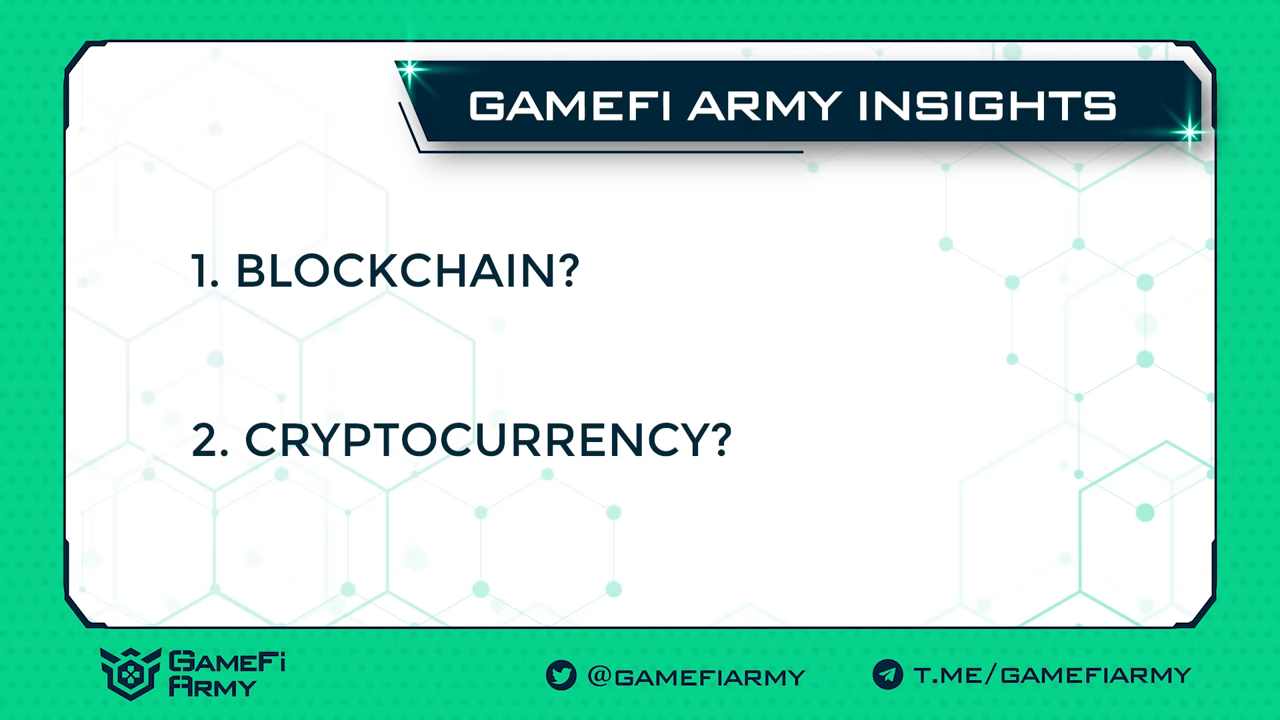 GAMEFI ARMY INSIGHTS
1. BLOCKCHAIN?
2. CRYPTOCURRENCY?
GAMEFI
ARMY
@GAMEFIARMY
T.ME/GAMEFIARMY